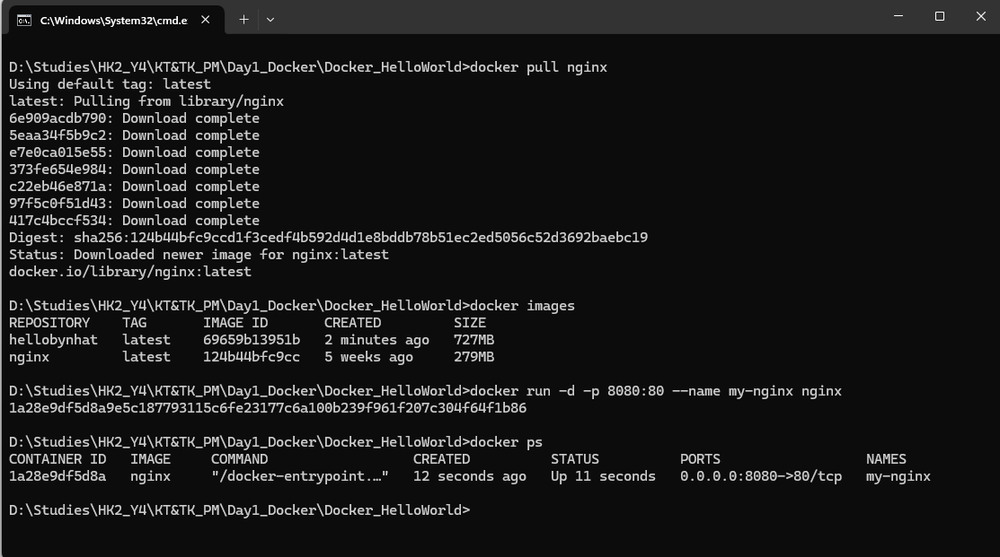 C:\Windows\System32\cmd.e
D:\Studies\HK2_Y4\KT&TK_PM\Day1_Docker\Docker_HelloWorld>docker pull nginx
Using default tag: latest
latest: Pulling from library/nginx
6e909acdb790: Download complete
5eaa34f5b9c2: Download complete
e7e0ca015e55: Download complete
373fe654e984: Download complete
c22eb46e871a: Download complete
97f5c0f51d43: Download complete
417c4bccf534: Download complete
Digest: sha256:124b44bfc9ccd1f3cedf4b592d4d1e8bddb78b51ec2ed5056c52d3692baebc19
Status: Downloaded newer image for nginx:latest
docker.io/library/nginx:latest
D:\Studies\HK2_Y4\KT&TK_PM\Day1_Docker\Docker_HelloWorld>docker images
REPOSITORY    TAG       IMAGE ID       CREATED         SIZE
hellobynhat   latest    69659b13951b   2 minutes ago   727MB
nginx         latest    124b44bfc9cc   5 weeks ago     279MB
D:\Studies\HK2_Y4\KT&TK_PM\Day1_Docker\Docker_HelloWorld>docker run -d -p 8080:80 --name my-nginx nginx
1a28e9df5d8a9e5c187793115c6fe23177c6a100b239f961f207c304f64f1b86
D:\Studies\HK2_Y4\KT&TK_PM\Day1_Docker\Docker_HelloWorld>docker ps
CONTAINER ID   IMAGE     COMMAND                  CREATED          STATUS          PORTS                  NAMES
1a28e9df5d8a   nginx     "/docker-entrypoint.…"   12 seconds ago   Up 11 seconds   0.0.0.0:8080->80/tcp   my-nginx
D:\Studies\HK2_Y4\KT&TK_PM\Day1_Docker\Docker_HelloWorld>